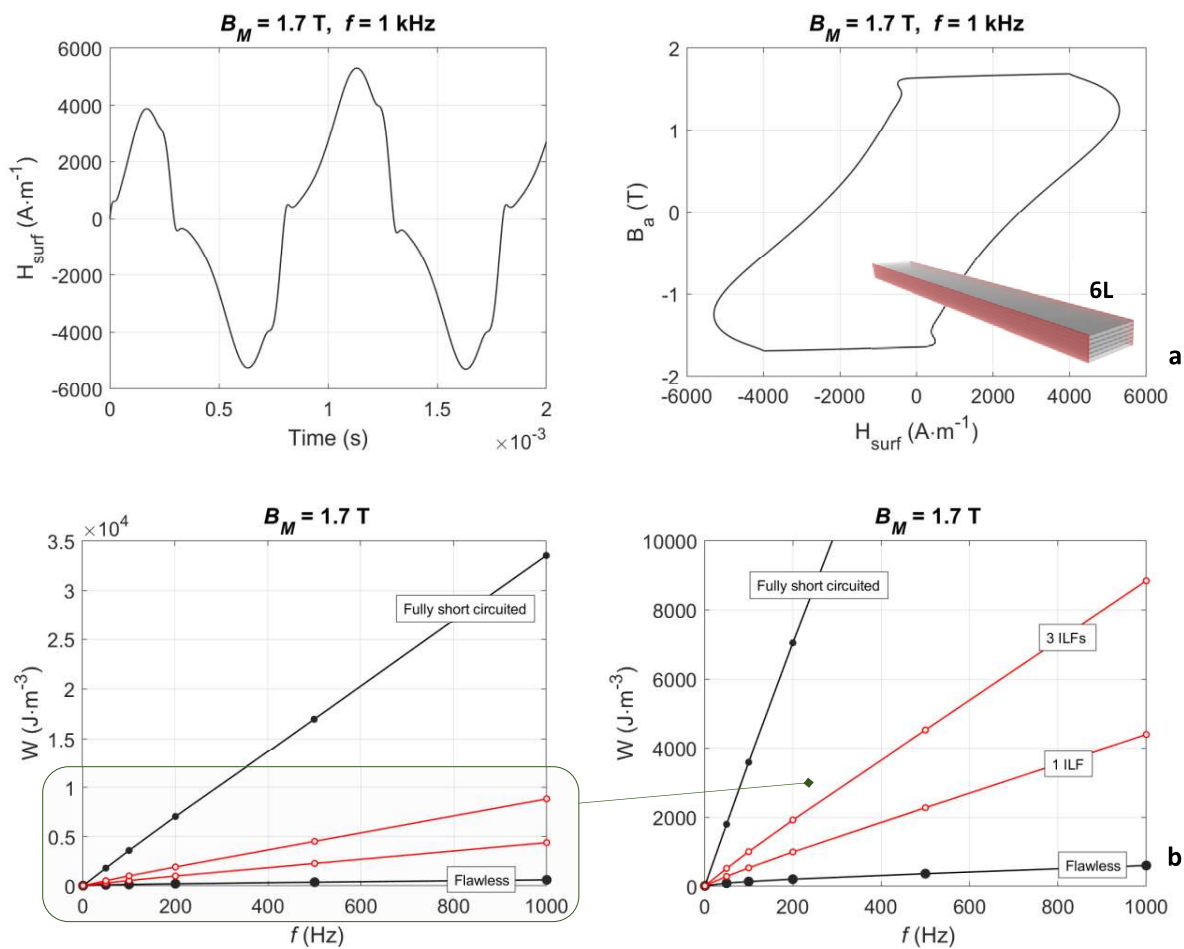 B_M = 1.7 T, f = 1 kHz
6000
4000
2000
0
-2000
-4000
-6000
H_surf (A·m⁻¹)
0
0.5
1
1.5
2
×10⁻³
Time (s)
B_M = 1.7 T, f = 1 kHz
2
1
0
-1
-2
B_a (T)
6L
-6000
-4000
-2000
0
2000
4000
6000
H_surf (A·m⁻¹)
a
B_M = 1.7 T
×10⁴
3.5
3
2.5
2
1.5
1
0.5
0
W (J·m⁻³)
Fully short circuited
Flawless
0
200
400
600
800
1000
f (Hz)
B_M = 1.7 T
10000
8000
6000
4000
2000
0
W (J·m⁻³)
Fully short circuited
3 ILFs
1 ILF
Flawless
0
200
400
600
800
1000
f (Hz)
b